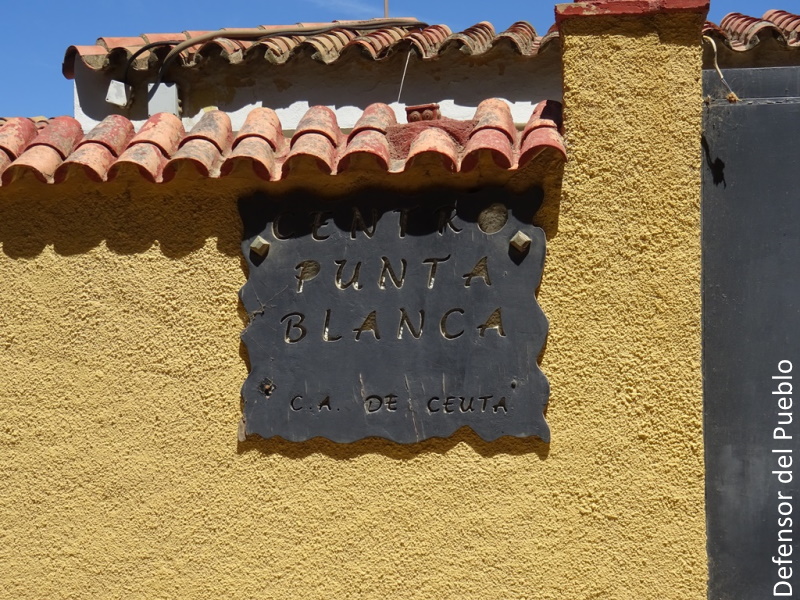 CENTRO
PUNTA
BLANCA
C.A. DE CEUTA
Defensor del Pueblo